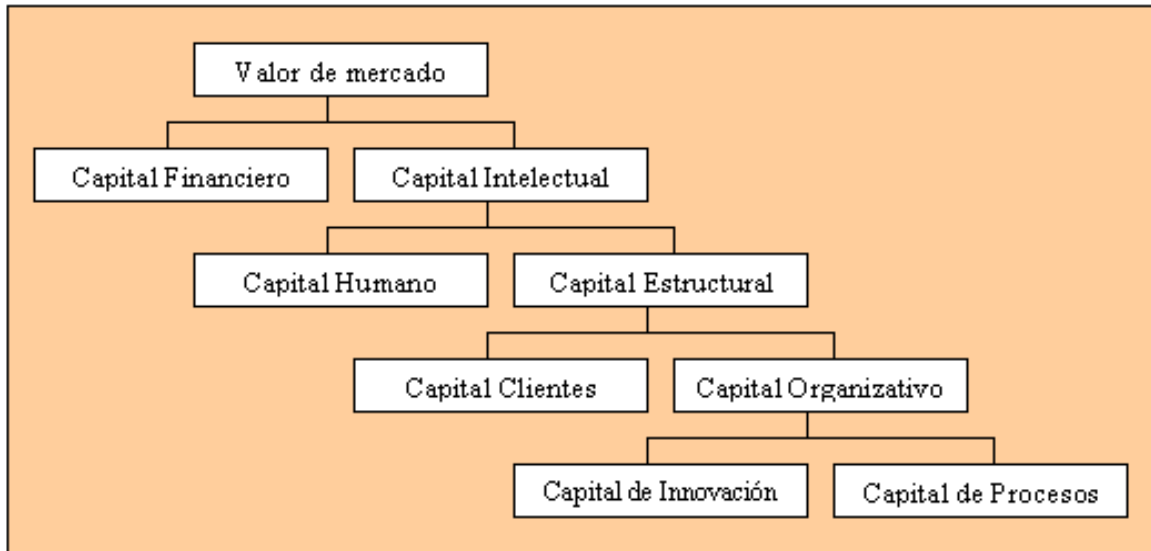 Valor de mercado
Capital Financiero
Capital Intelectual
Capital Humano
Capital Estructural
Capital Clientes
Capital Organizativo
Capital de Innovación
Capital de Procesos